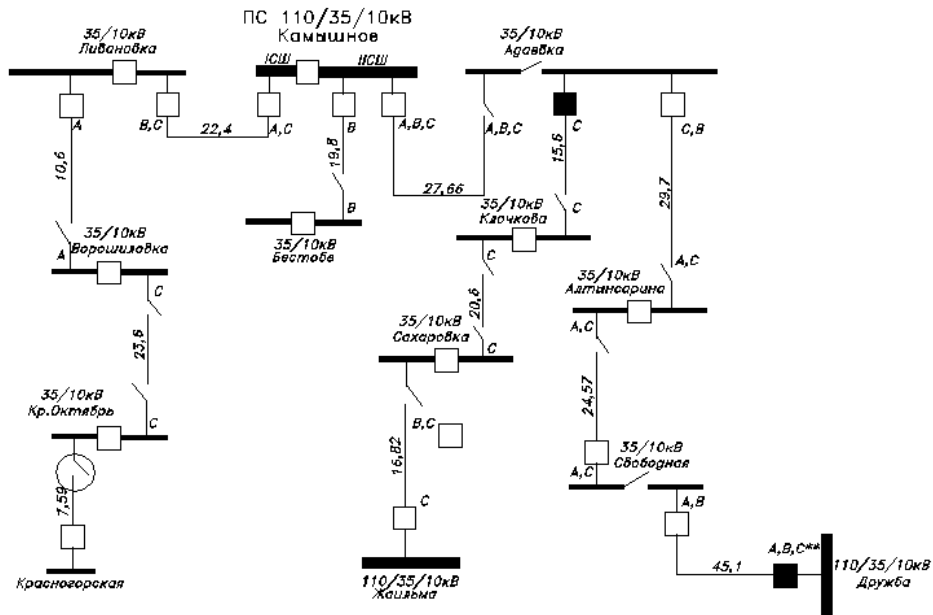 ПС 110/35/10кВ
Камышное
35/10кВ
Ливановка
IСШ
IIСШ
35/10кВ
Адаевка
A
B,C
22,4
A,C
B
A,B,C
A,B,C
C
C,B
10,6
19,8
27,66
15,6
29,7
B
35/10кВ
Бестобе
C
35/10кВ
Клочкова
A
35/10кВ
Ворошиловка
C
C
A,C
35/10кВ
Алтынсарина
20,6
35/10кВ
Сахаровка
C
A,C
23,6
24,57
35/10кВ
Кр.Октябрь
C
B,C
16,82
35/10кВ
Свободная
A,C
A,B
7,59
C
Красногорская
110/35/10кВ
Жаильма
45,1
A,B,C**
110/35/10кВ
Дружба